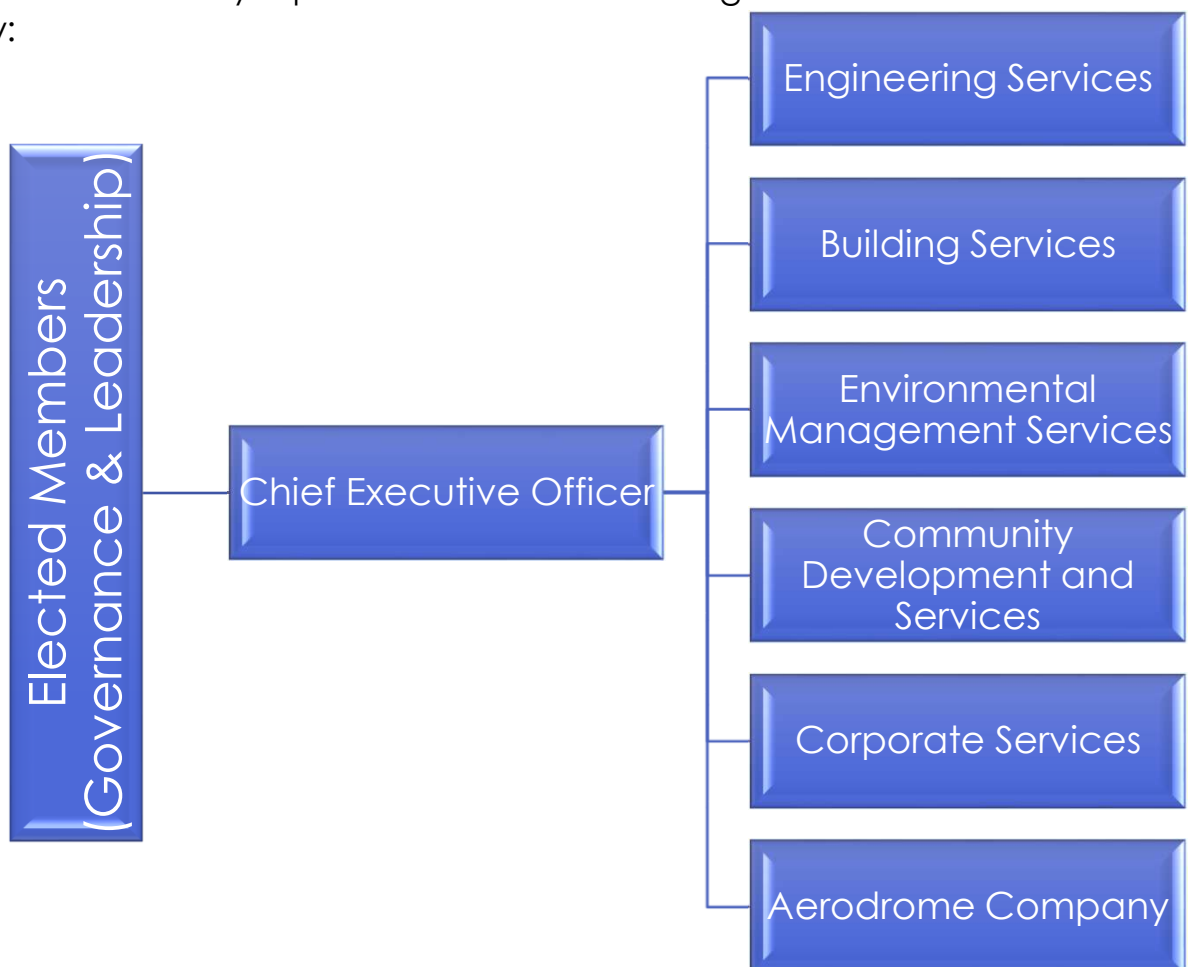 y:
Elected Members
(Governance & Leadership)
Chief Executive Officer
Engineering Services
Building Services
Environmental
Management Services
Community
Development and
Services
Corporate Services
Aerodrome Company